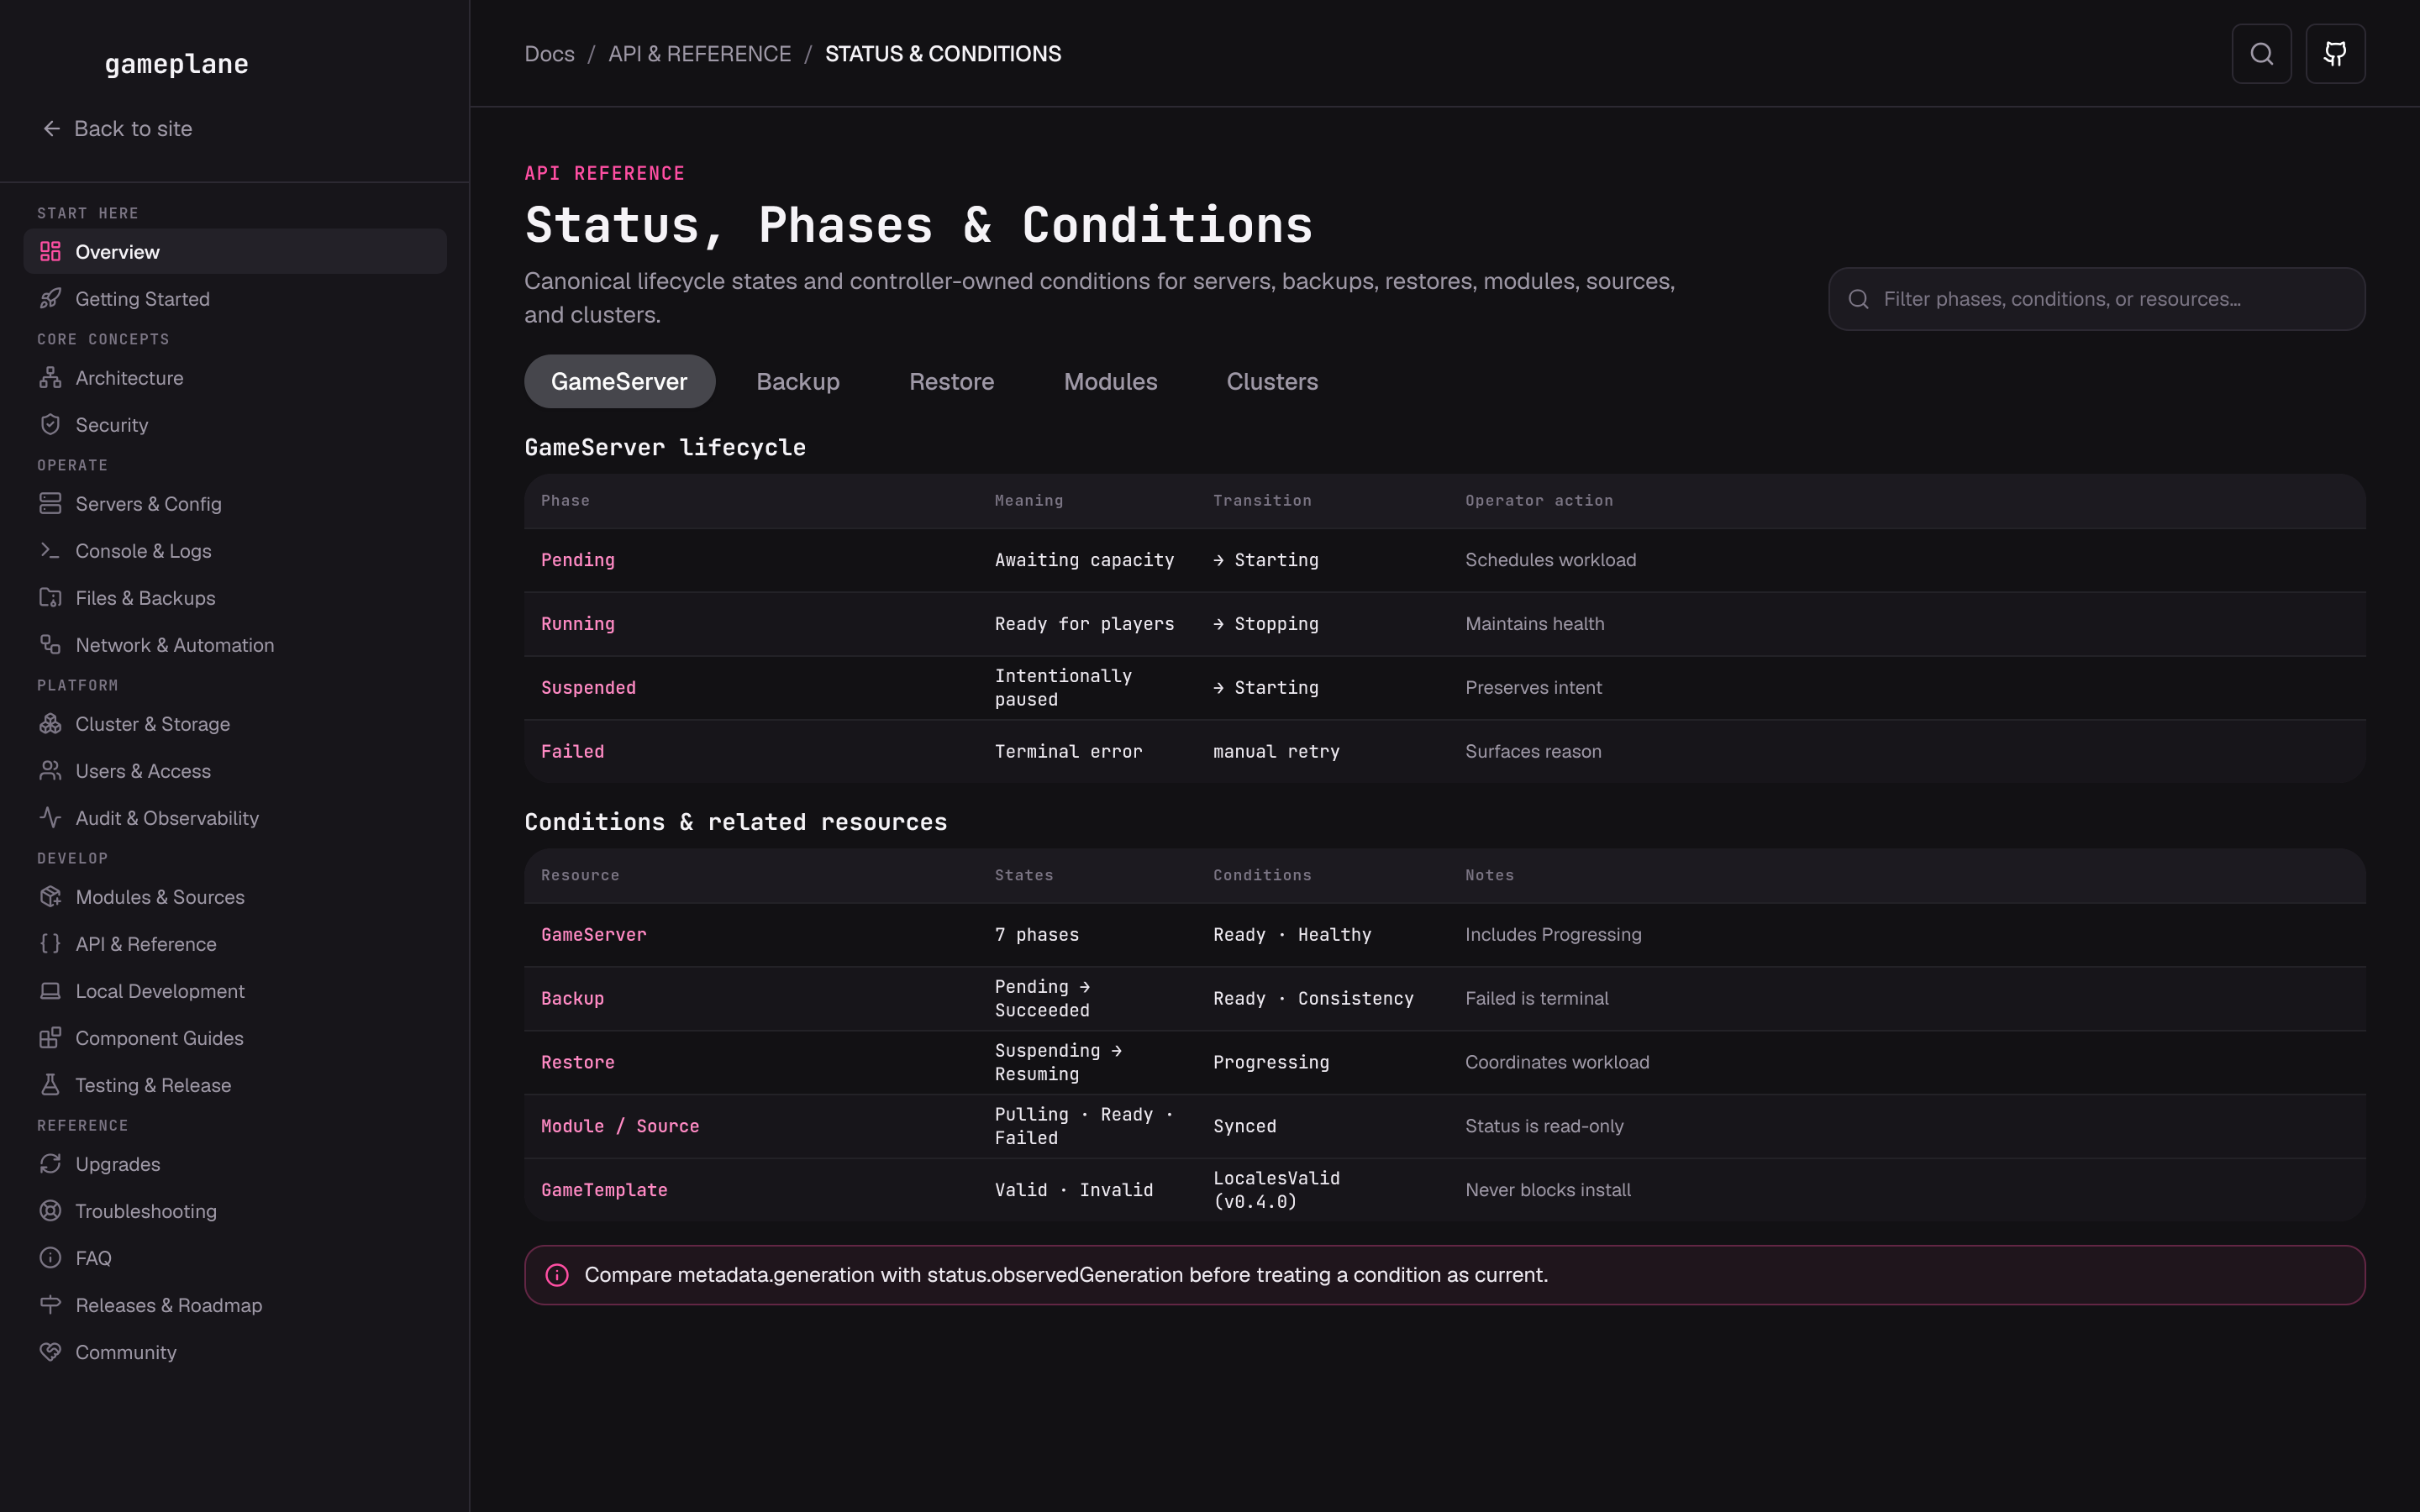 gameplane
Back to site
START HERE
Overview
Getting Started
CORE CONCEPTS
Architecture
Security
OPERATE
Servers & Config
Console & Logs
Files & Backups
Network & Automation
PLATFORM
Cluster & Storage
Users & Access
Audit & Observability
DEVELOP
Modules & Sources
API & Reference
Local Development
Component Guides
Testing & Release
REFERENCE
Upgrades
Troubleshooting
FAQ
Releases & Roadmap
Community
Docs / API & REFERENCE / STATUS & CONDITIONS
API REFERENCE
Status, Phases & Conditions
Canonical lifecycle states and controller-owned conditions for servers, backups, restores, modules, sources,
and clusters.
Filter phases, conditions, or resources...
GameServer Backup Restore Modules Clusters
GameServer lifecycle
Phase Meaning Transition Operator action
Pending Awaiting capacity → Starting Schedules workload
Running Ready for players → Stopping Maintains health
Suspended Intentionally paused → Starting Preserves intent
Failed Terminal error manual retry Surfaces reason
Conditions & related resources
Resource States Conditions Notes
GameServer 7 phases Ready · Healthy Includes Progressing
Backup Pending → Succeeded Ready · Consistency Failed is terminal
Restore Suspending → Resuming Progressing Coordinates workload
Module / Source Pulling · Ready · Failed Synced Status is read-only
GameTemplate Valid · Invalid LocalesValid (v0.4.0) Never blocks install
Compare metadata.generation with status.observedGeneration before treating a condition as current.